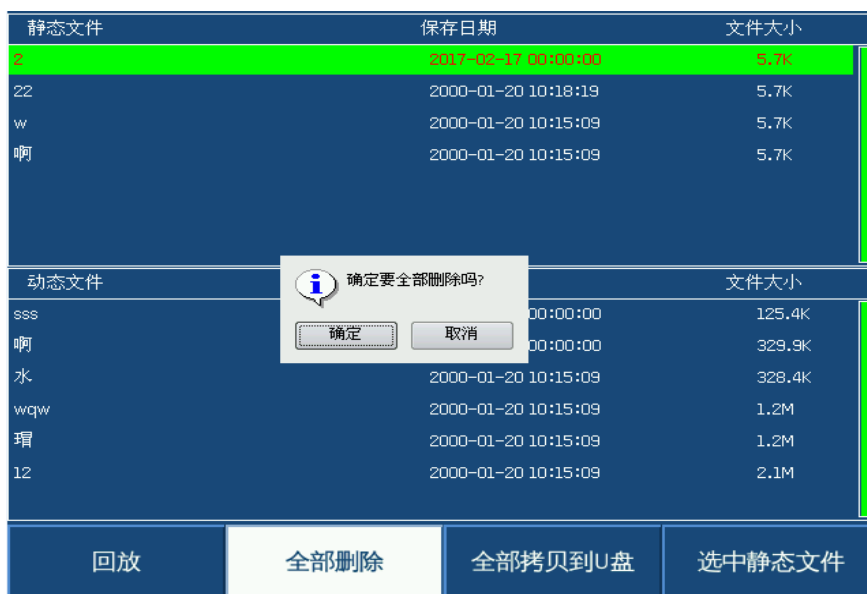 静态文件 保存日期 文件大小
2 2017-02-17 00:00:00 5.7K
22 2000-01-20 10:18:19 5.7K
w 2000-01-20 10:15:09 5.7K
啊 2000-01-20 10:15:09 5.7K
动态文件 文件大小
确定要全部删除吗?
确定 取消
sss 00:00:00 125.4K
啊 00:00:00 329.9K
水 2000-01-20 10:15:09 328.4K
wqw 2000-01-20 10:15:09 1.2M
瑁 2000-01-20 10:15:09 1.2M
12 2000-01-20 10:15:09 2.1M
回放 全部删除 全部拷贝到U盘 选中静态文件